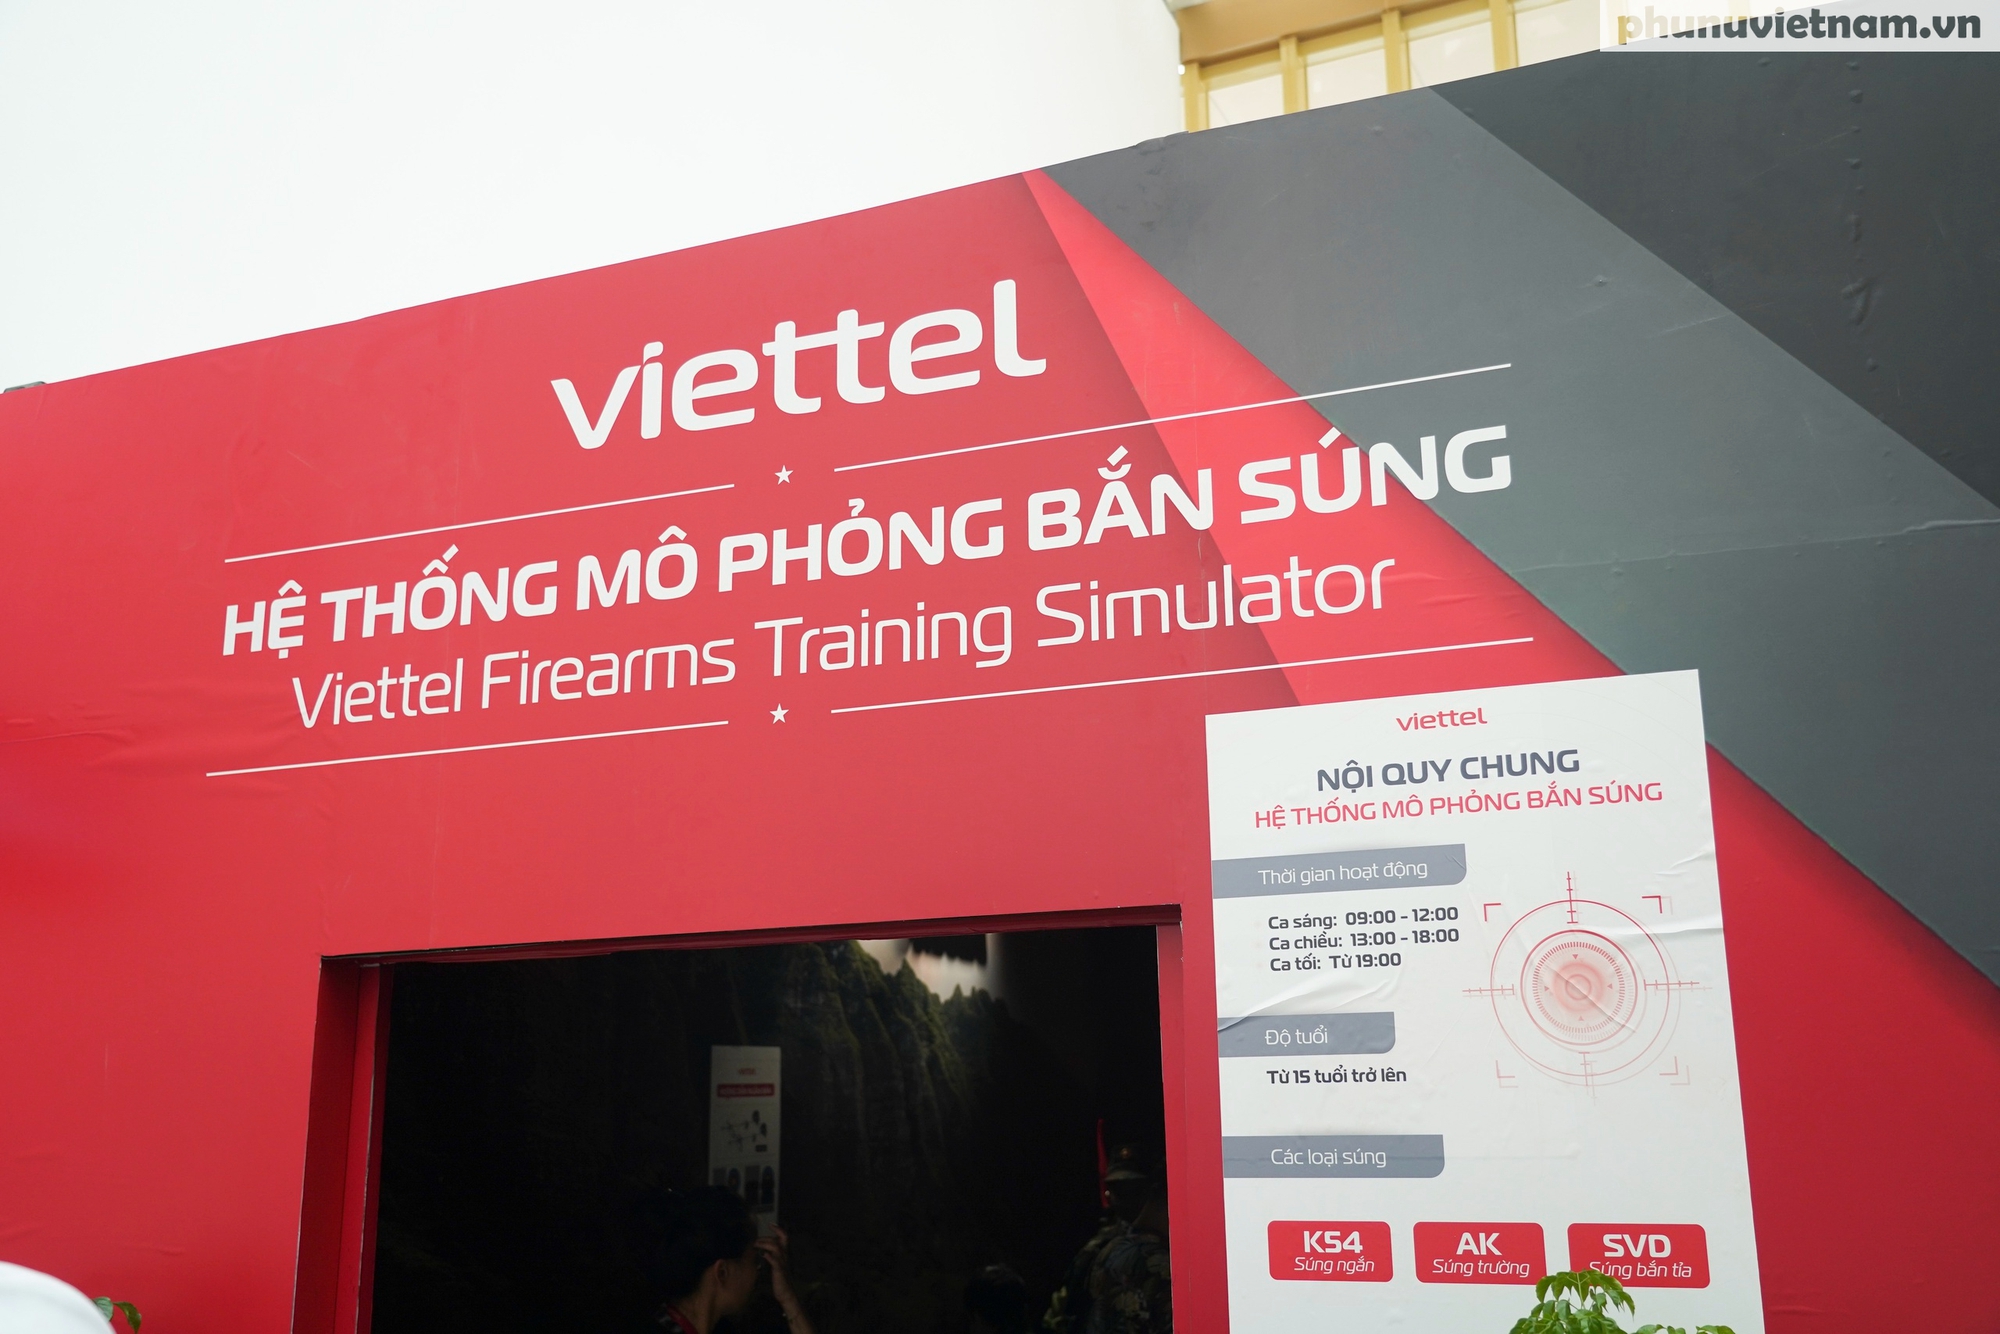 phunuvietnam.vn
viettel
HỆ THỐNG MÔ PHỎNG BẮN SÚNG
Viettel Firearms Training Simulator
viettel
NỘI QUY CHUNG
HỆ THỐNG MÔ PHỎNG BẮN SÚNG
Thời gian hoạt động
Ca sáng: 09:00 - 12:00
Ca chiều: 13:00 - 18:00
Ca tối: Từ 19:00
Độ tuổi
Từ 15 tuổi trở lên
Các loại súng
K54
Súng ngắn
AK
Súng trường
SVD
Súng bắn tỉa